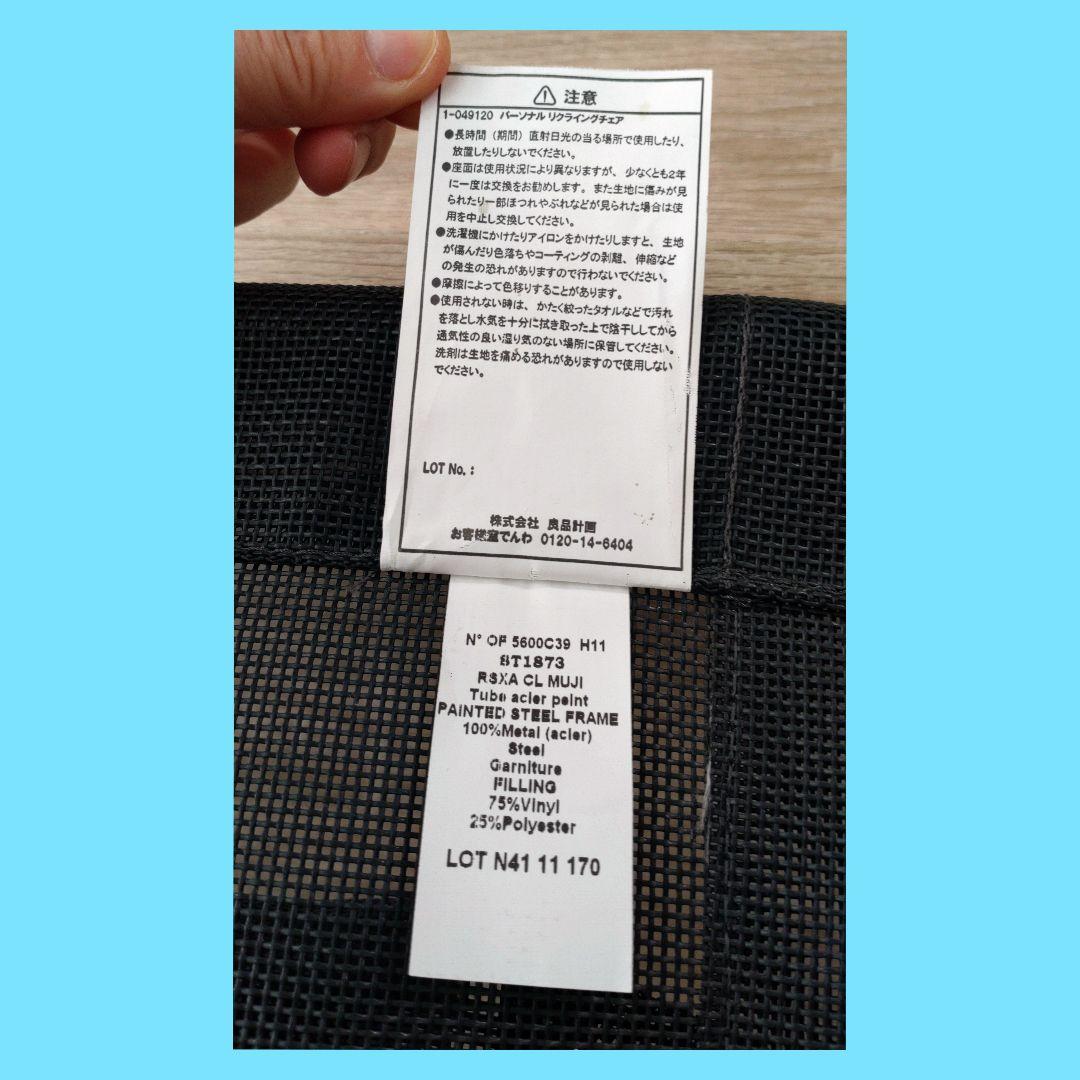 ⚠ 注意
1-049120 パーソナル リクライングチェア
●長時間（期間）直射日光の当る場所で使用したり、
放置したりしないでください。
●座面は使用状況により異なりますが、少なくとも2年
に一度は交換をお勧めします。また生地に傷みが見
られたり一部ほつれやぶれなどが見られた場合は使
用を中止し交換してください。
●洗濯機にかけたりアイロンをかけたりしますと、生地
が傷んだり色落ちやコーティングの剥離、伸縮など
の発生の恐れがありますので行わないでください。
●摩擦によって色移りすることがあります。
●使用されない時は、かたく絞ったタオルなどで汚れ
を落とし水気を十分に拭き取った上で陰干ししてから
通気性の良い湿り気のない場所に保管してください。
洗剤は生地を痛める恐れがありますので使用しない
でください。
LOT No. :
株式会社 良品計画
お客様室でんわ 0120-14-6404
N° OF 5600C39 H11
ST1873
RSXA CL MUJI
Tube acier peint
PAINTED STEEL FRAME
100%Metal (acier)
Steel
Garniture
FILLING
75%Vinyl
25%Polyester
LOT N41 11 170